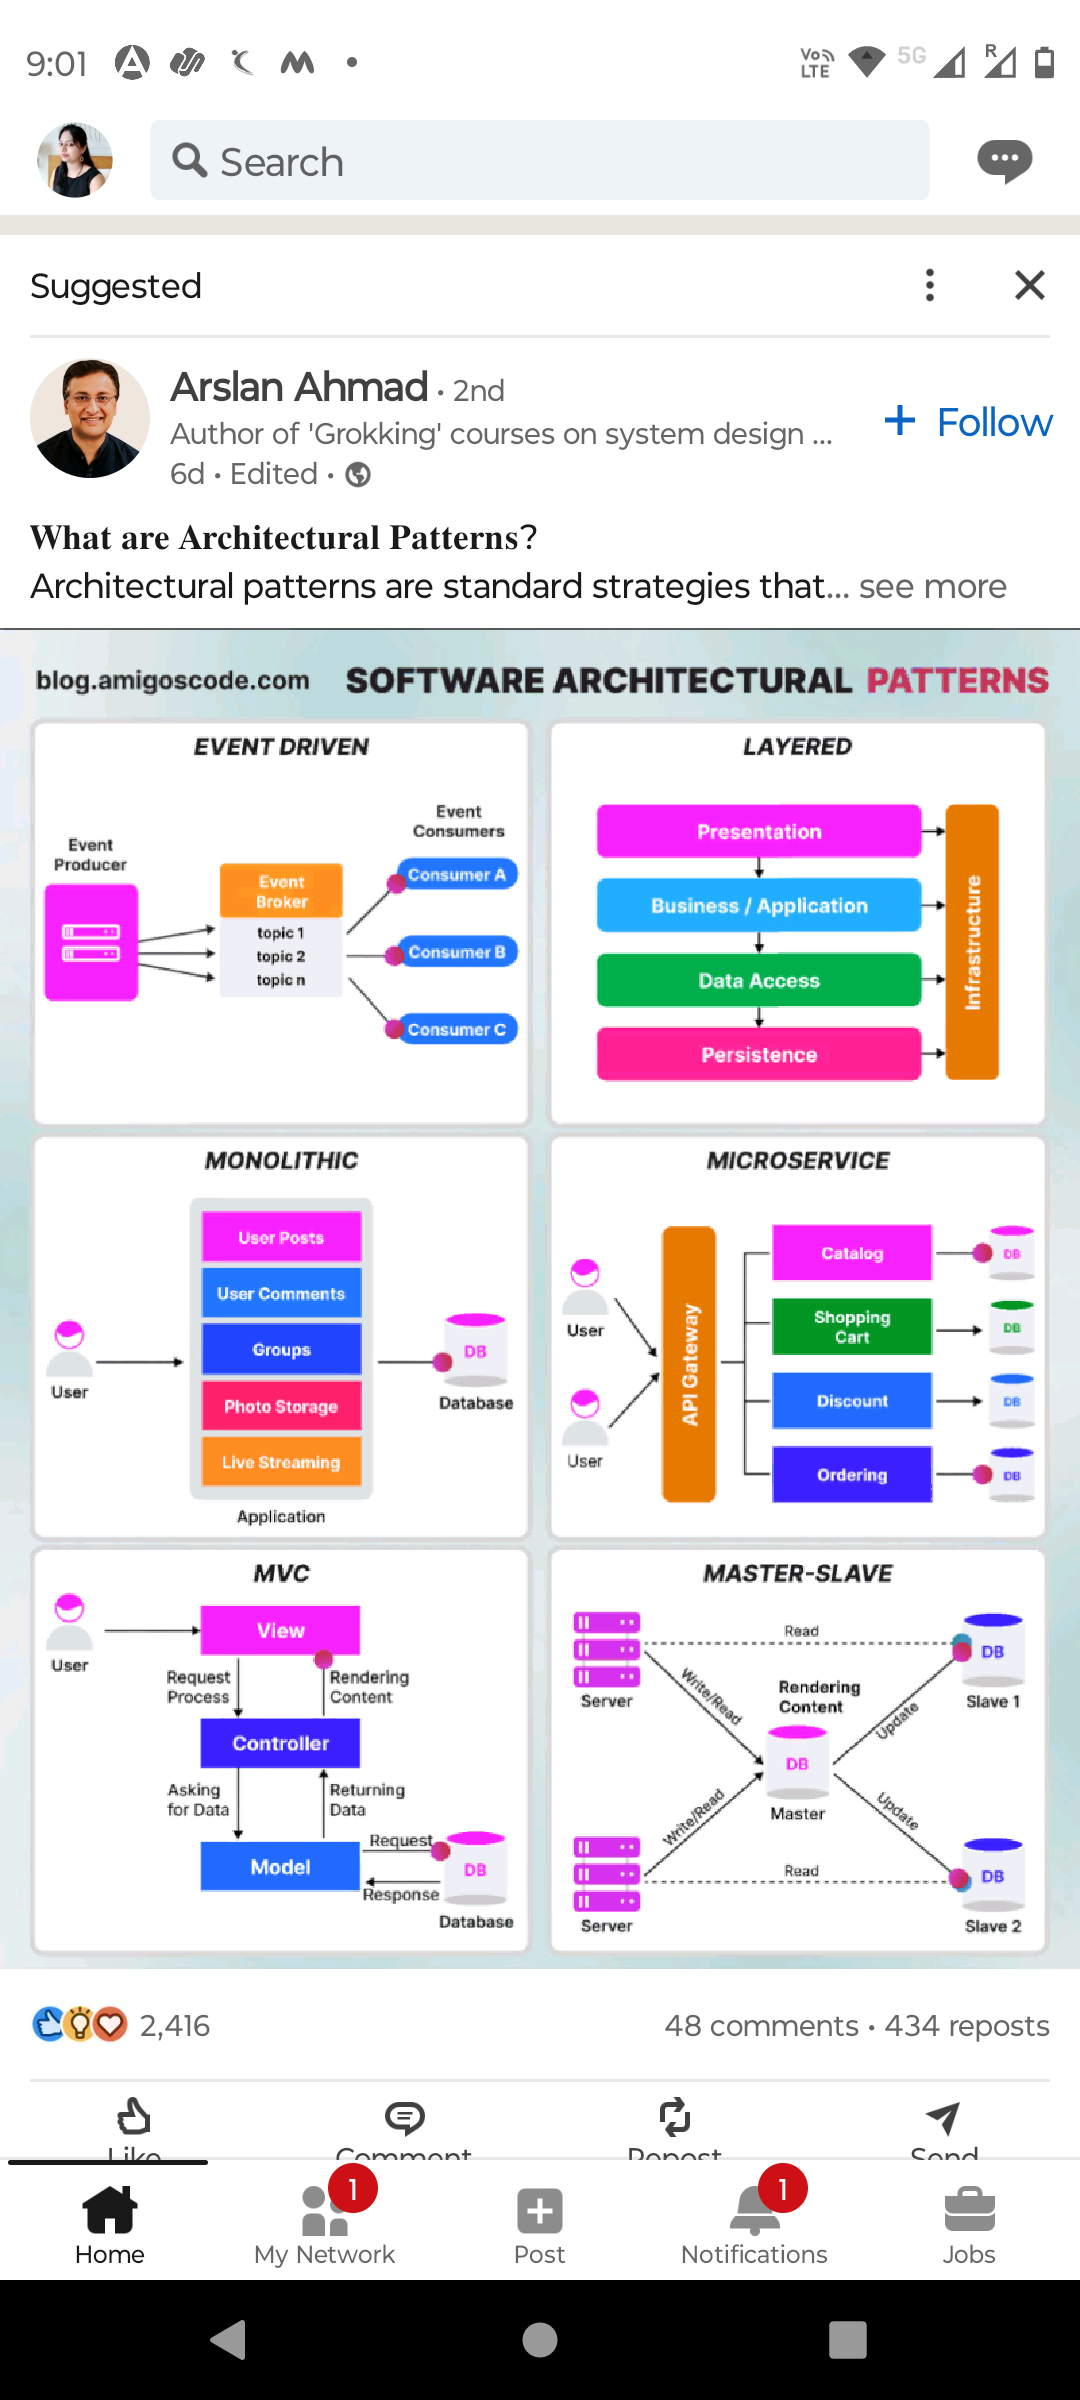 9:01
Vo
LTE
5G
R
Search
Suggested
Arslan Ahmad • 2nd
Author of 'Grokking' courses on system design ...
6d • Edited •
+ Follow
What are Architectural Patterns?
Architectural patterns are standard strategies that... see more
blog.amigoscode.com
SOFTWARE ARCHITECTURAL PATTERNS
EVENT DRIVEN
Event
Producer
Event
Broker
topic 1
topic 2
topic n
Event
Consumers
Consumer A
Consumer B
Consumer C
LAYERED
Presentation
Business / Application
Data Access
Persistence
Infrastructure
MONOLITHIC
User
User Posts
User Comments
Groups
Photo Storage
Live Streaming
Application
DB
Database
MICROSERVICE
User
User
API Gateway
Catalog
DB
Shopping
Cart
DB
Discount
DB
Ordering
DB
MVC
User
View
Request
Process
Rendering
Content
Controller
Asking
for Data
Returning
Data
Model
Request
Response
DB
Database
MASTER-SLAVE
Server
Read
Write/Read
Rendering
Content
DB
Master
Update
DB
Slave 1
Server
Write/Read
Read
Update
DB
Slave 2
2,416
48 comments • 434 reposts
Like
Comment
Repost
Send
1
1
Home
My Network
Post
Notifications
Jobs